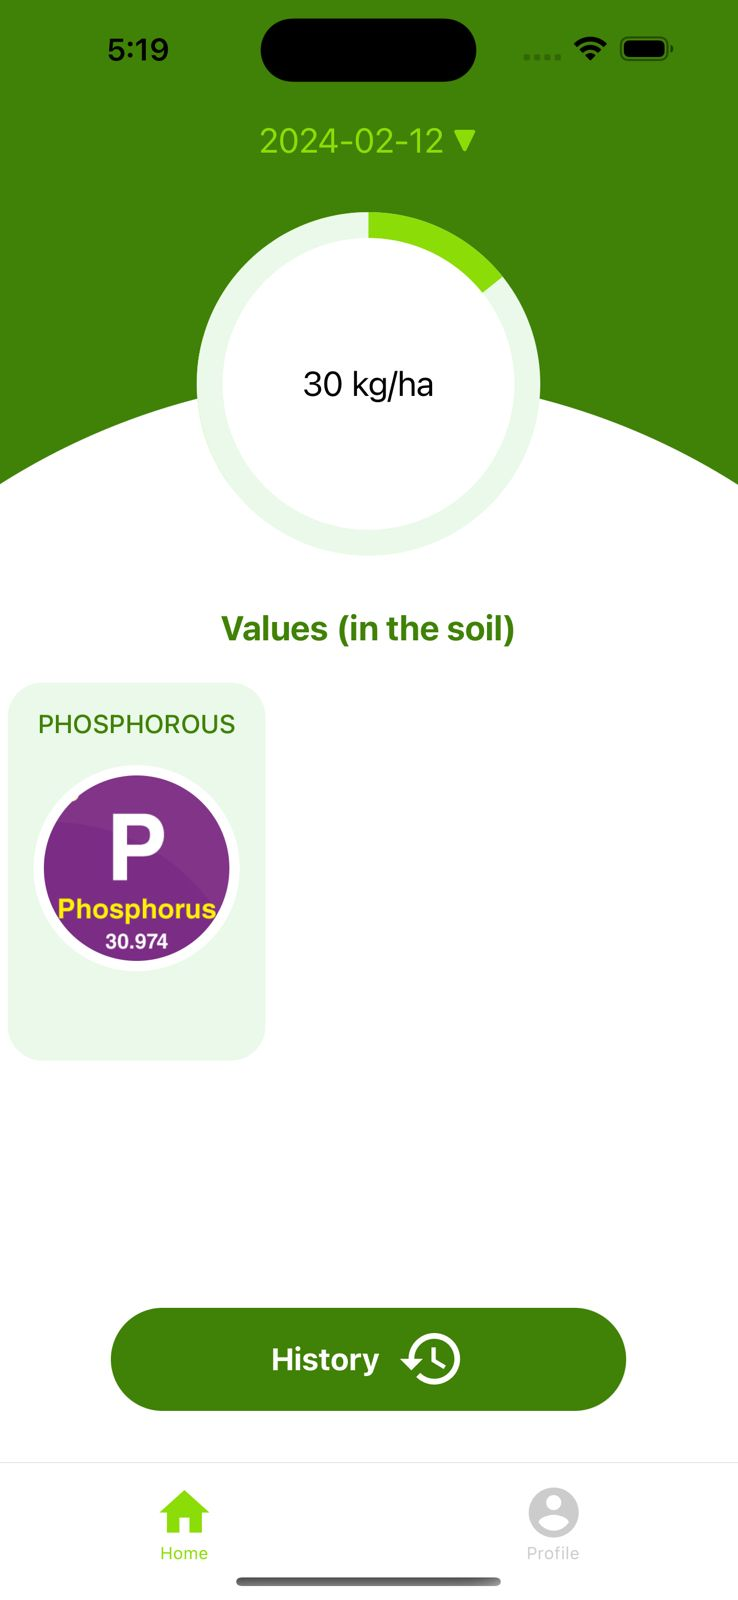 5:19
2024-02-12 ▼
30 kg/ha
Values (in the soil)
PHOSPHOROUS
P
Phosphorus
30.974
History
Home
Profile